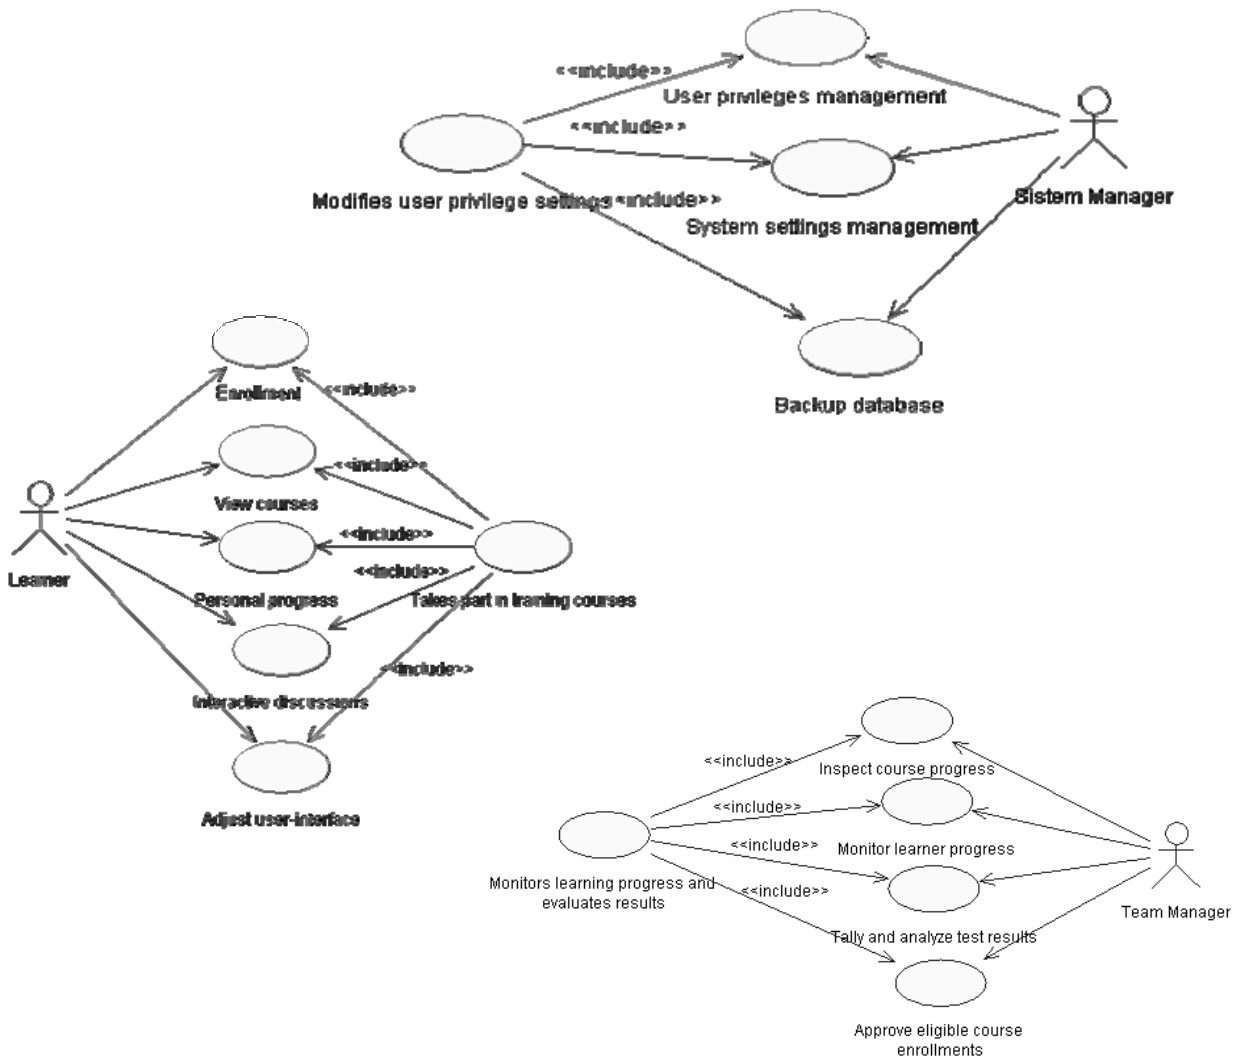 <<include>>
User privileges management
<<include>>
Modifies user privilege settings
<<include>>
Sistem Manager
System settings management
Backup database
Enrollment
<<include>>
<<include>>
View courses
<<include>>
<<include>>
Learner
Personal progress
Takes part in training courses
<<include>>
Interactive discussions
Adjust user-interface
<<include>>
Inspect course progress
<<include>>
<<include>>
Monitor learner progress
Monitors learning progress and
evaluates results
<<include>>
Team Manager
Tally and analyze test results
Approve eligible course
enrollments